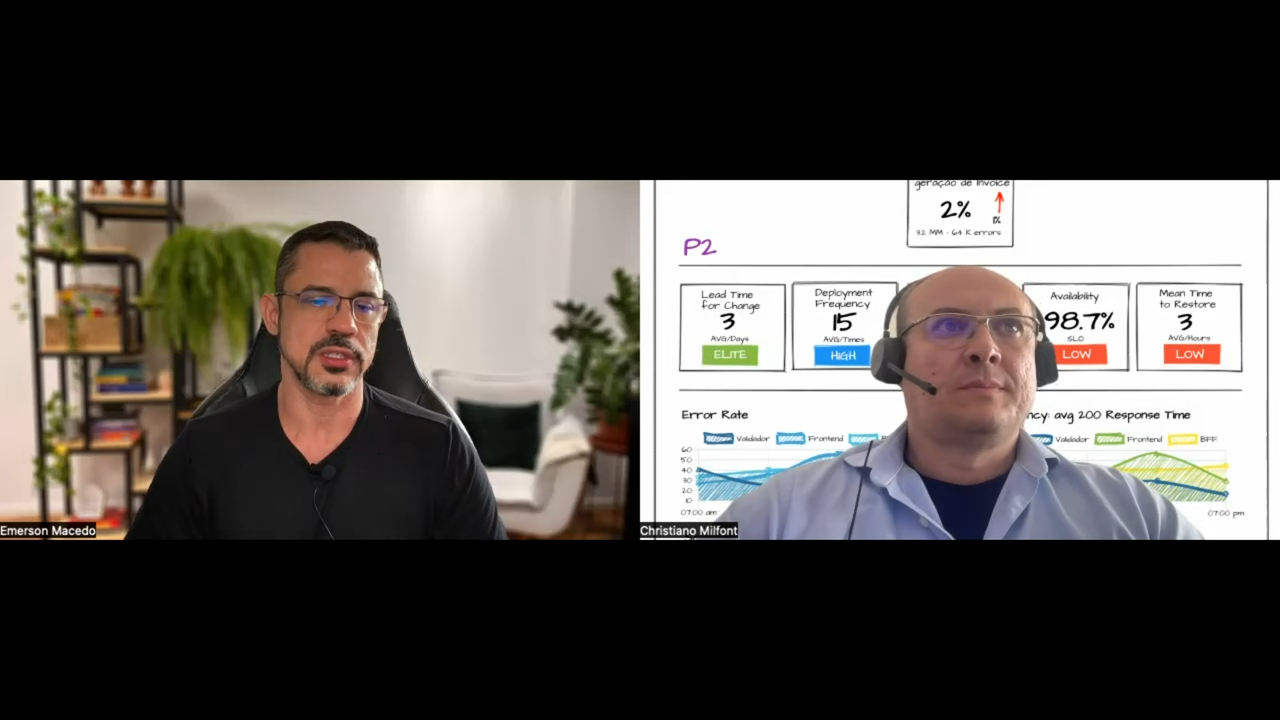 geração de Invoice
2%
1%
3.2 MM - 64 K errors
P2
Lead Time
for Change
3
AVG/Days
ELITE
Deployment
Frequency
15
AVG/Times
HIGH
Availability
98.7%
SLO
LOW
Mean Time
to Restore
3
AVG/Hours
LOW
Error Rate
Validador
Frontend
60
50
40
30
20
10
07:00 am
avg 200 Response Time
Validador
Frontend
BFF
07:00 pm
Emerson Macedo
Christiano Milfont